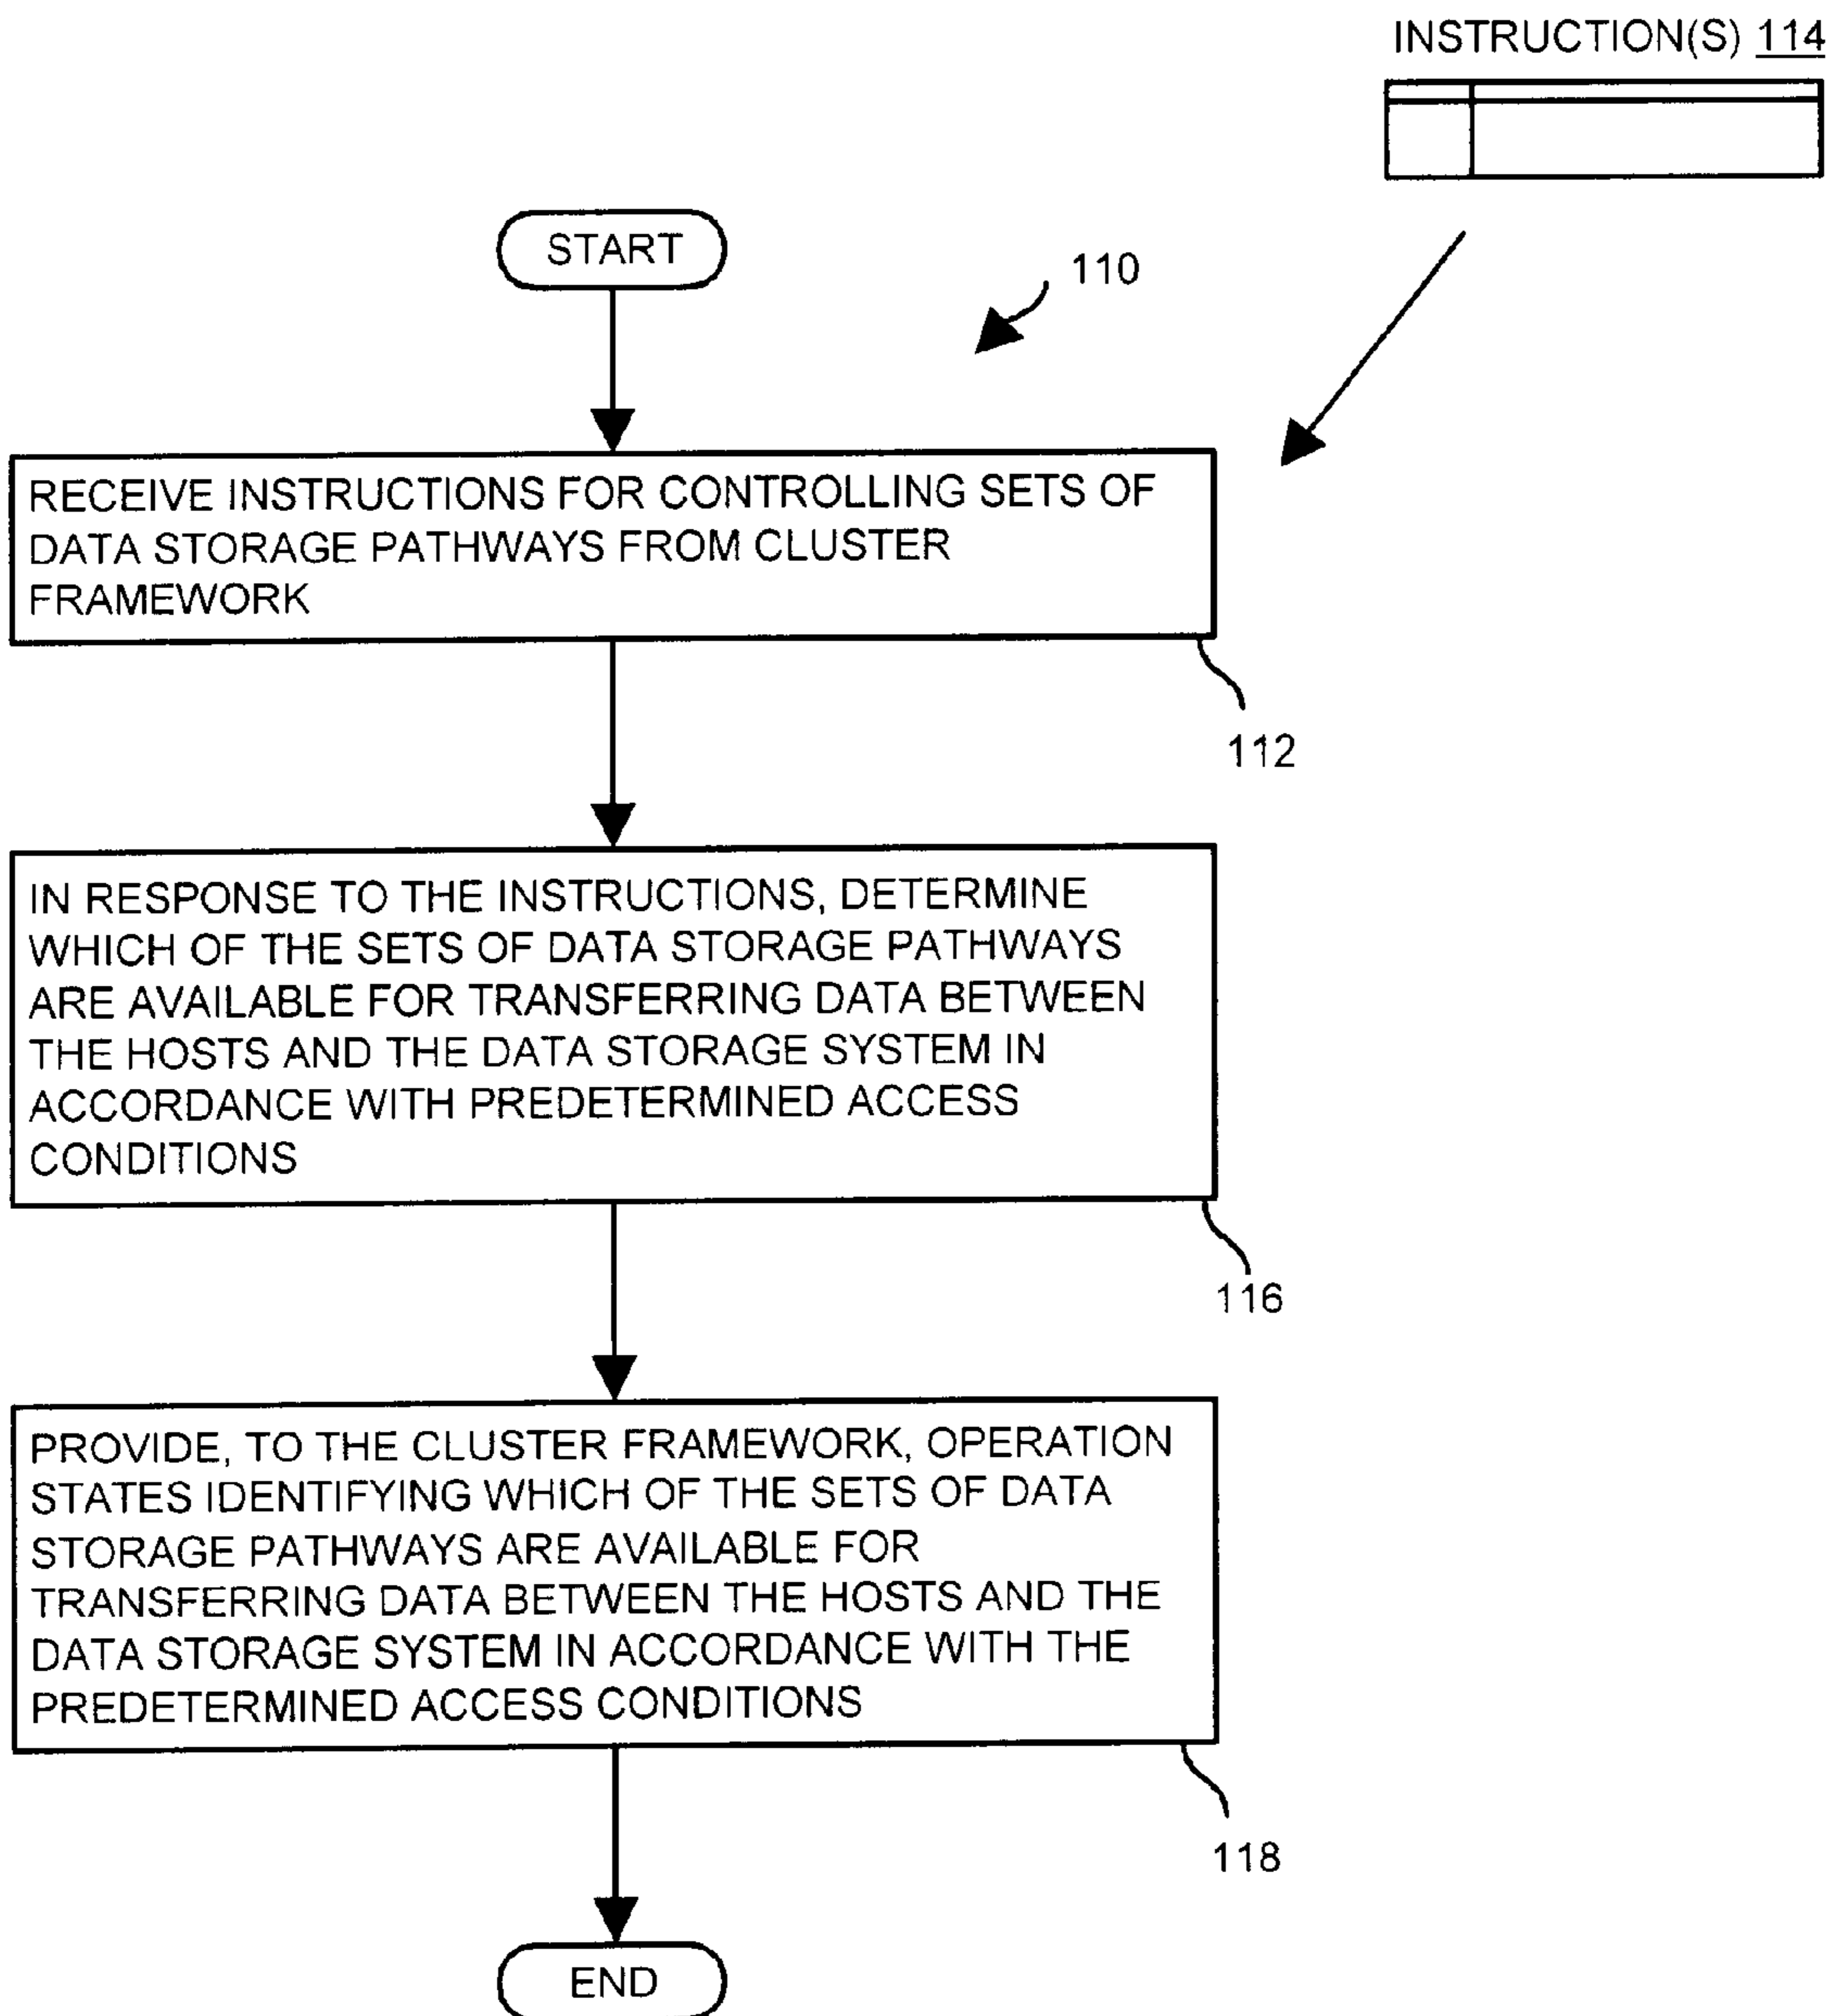 INSTRUCTION(S) 114
START
110
RECEIVE INSTRUCTIONS FOR CONTROLLING SETS OF
DATA STORAGE PATHWAYS FROM CLUSTER
FRAMEWORK
112
IN RESPONSE TO THE INSTRUCTIONS, DETERMINE
WHICH OF THE SETS OF DATA STORAGE PATHWAYS
ARE AVAILABLE FOR TRANSFERRING DATA BETWEEN
THE HOSTS AND THE DATA STORAGE SYSTEM IN
ACCORDANCE WITH PREDETERMINED ACCESS
CONDITIONS
116
PROVIDE, TO THE CLUSTER FRAMEWORK, OPERATION
STATES IDENTIFYING WHICH OF THE SETS OF DATA
STORAGE PATHWAYS ARE AVAILABLE FOR
TRANSFERRING DATA BETWEEN THE HOSTS AND THE
DATA STORAGE SYSTEM IN ACCORDANCE WITH THE
PREDETERMINED ACCESS CONDITIONS
118
END